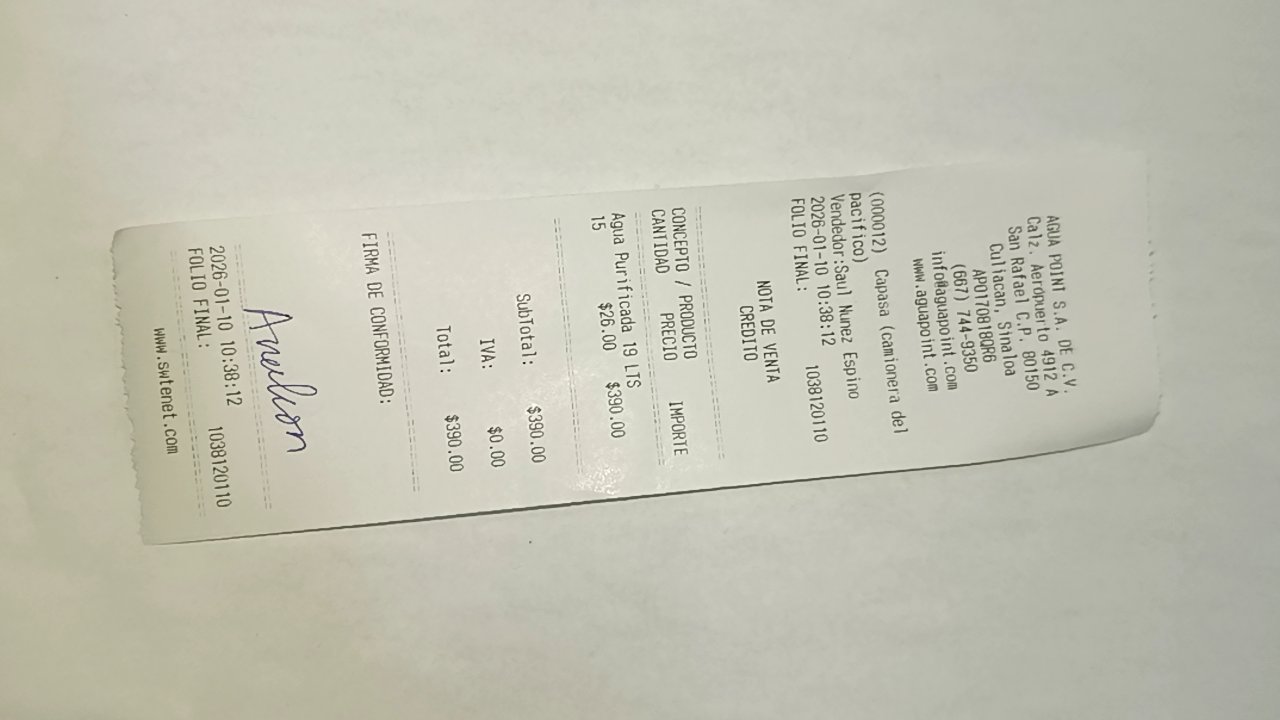 AGUA POINT S.A. DE C.V.
Calz. Aeropuerto 4912 A
San Rafael C.P. 80150
Culiacan, Sinaloa
APO170818QR6
(667) 744-9350
info@aguapoint.com
www.aguapoint.com
(000012) Capasa (camionera del
pacifico)
Vendedor:Saul Nunez Espino
2026-01-10 10:38:12
FOLIO FINAL: 1038120110
NOTA DE VENTA
CREDITO
CONCEPTO / PRODUCTO
CANTIDAD PRECIO IMPORTE
Agua Purificada 19 LTS
15 $26.00 $390.00
SubTotal: $390.00
IVA: $0.00
Total: $390.00
FIRMA DE CONFORMIDAD:
2026-01-10 10:38:12
FOLIO FINAL: 1038120110
www.swtenet.com